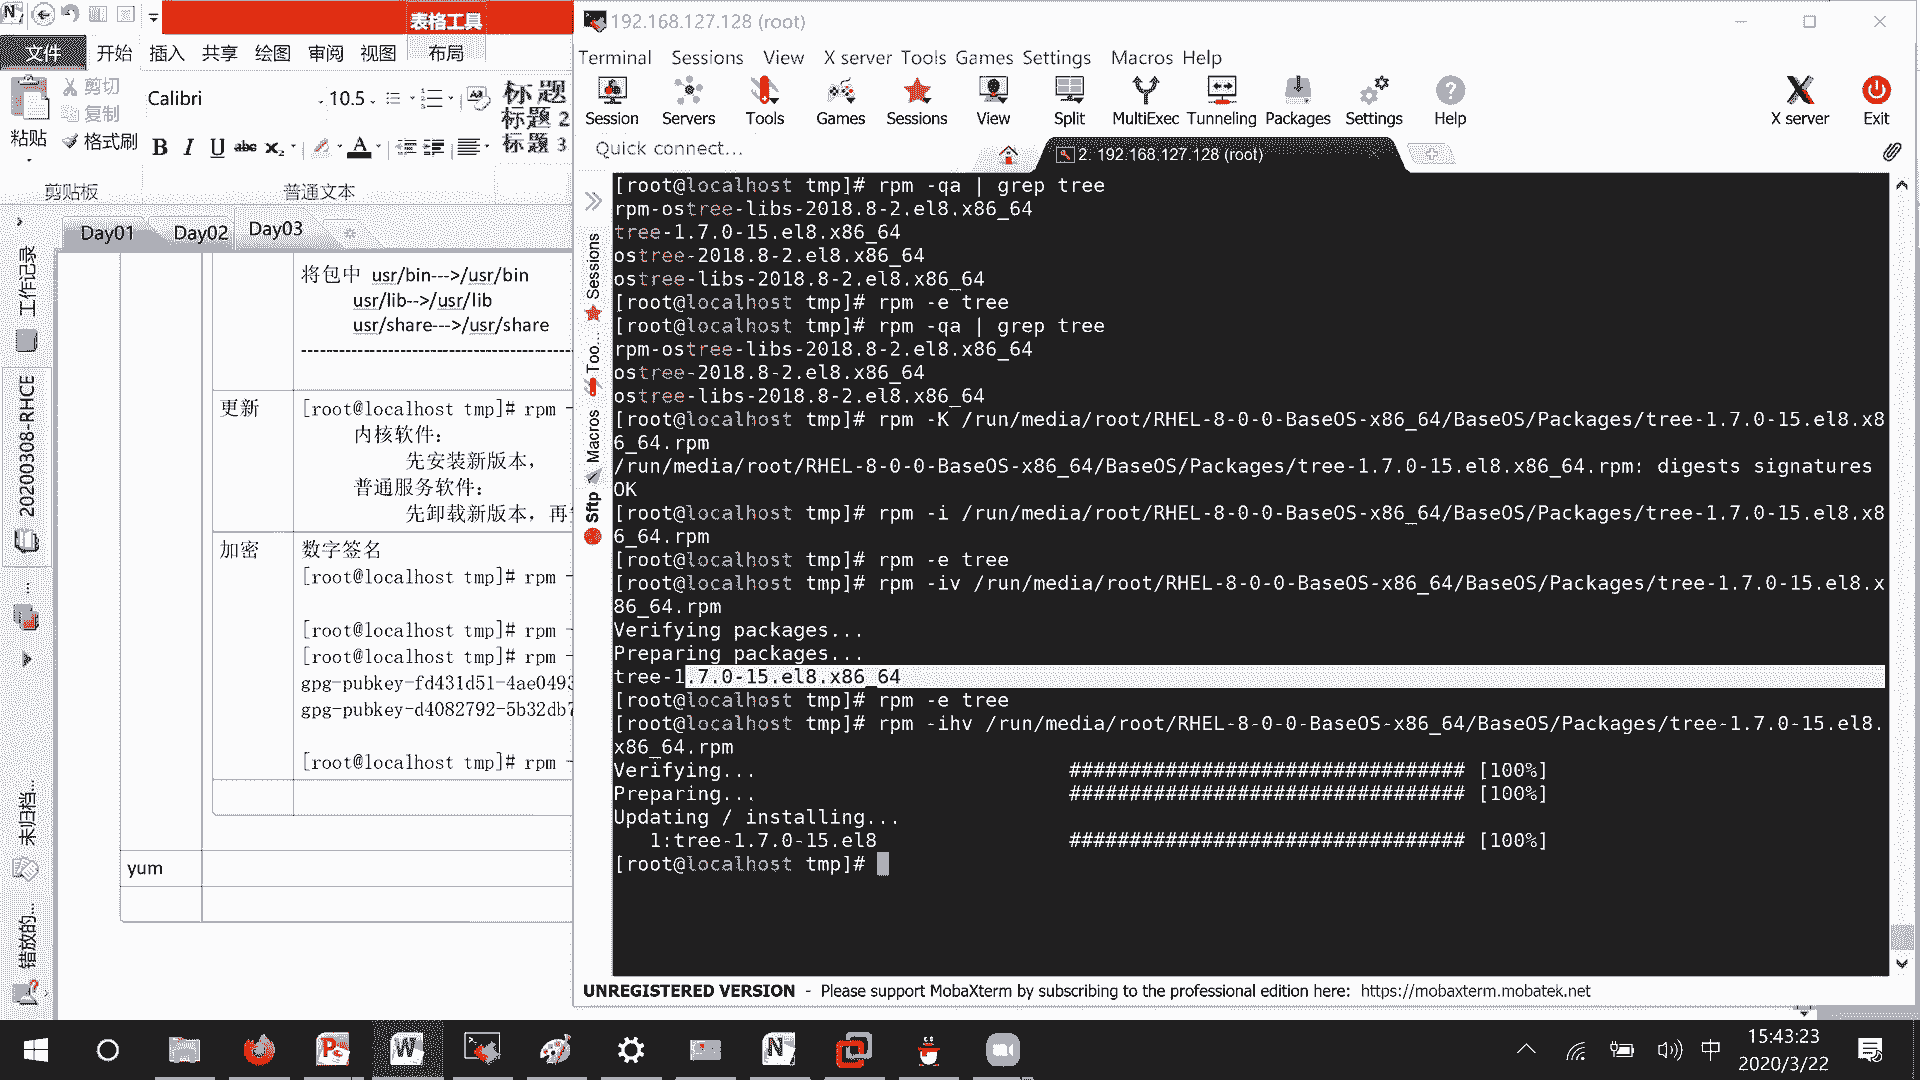 表格工具
文件 开始 插入 共享 绘图 审阅 视图 布局
剪切
复制
格式刷
粘贴
剪贴板
Calibri 10.5
B I U abc x₂ A
普通文本
标题
标题 2
标题 3
Day01 Day02 Day03
工作记录
20200308-RHCE
...
未归档...
错放的...
将包中 usr/bin--->/usr/bin
usr/lib-->/usr/lib
usr/share--->/usr/share
更新
[root@localhost tmp]# rpm -
内核软件：
先安装新版本，
普通服务软件：
先卸载新版本，再
加密
数字签名
[root@localhost tmp]# rpm -
[root@localhost tmp]# rpm -
[root@localhost tmp]# rpm -
gpg-pubkey-fd431d51-4ae0493
gpg-pubkey-d4082792-5b32db7
[root@localhost tmp]# rpm -
yum
192.168.127.128 (root)
Terminal Sessions View X server Tools Games Settings Macros Help
Session Servers Tools Games Sessions View Split MultiExec Tunneling Packages Settings Help X server Exit
Quick connect...
2. 192.168.127.128 (root)
Sessions
Too...
Macros
Sftp
[root@localhost tmp]# rpm -qa | grep tree
rpm-ostree-libs-2018.8-2.el8.x86_64
tree-1.7.0-15.el8.x86_64
ostree-2018.8-2.el8.x86_64
ostree-libs-2018.8-2.el8.x86_64
[root@localhost tmp]# rpm -e tree
[root@localhost tmp]# rpm -qa | grep tree
rpm-ostree-libs-2018.8-2.el8.x86_64
ostree-2018.8-2.el8.x86_64
ostree-libs-2018.8-2.el8.x86_64
[root@localhost tmp]# rpm -K /run/media/root/RHEL-8-0-0-BaseOS-x86_64/BaseOS/Packages/tree-1.7.0-15.el8.x8
6_64.rpm
/run/media/root/RHEL-8-0-0-BaseOS-x86_64/BaseOS/Packages/tree-1.7.0-15.el8.x86_64.rpm: digests signatures
OK
[root@localhost tmp]# rpm -i /run/media/root/RHEL-8-0-0-BaseOS-x86_64/BaseOS/Packages/tree-1.7.0-15.el8.x8
6_64.rpm
[root@localhost tmp]# rpm -e tree
[root@localhost tmp]# rpm -iv /run/media/root/RHEL-8-0-0-BaseOS-x86_64/BaseOS/Packages/tree-1.7.0-15.el8.x
86_64.rpm
Verifying packages...
Preparing packages...
tree-1.7.0-15.el8.x86_64
[root@localhost tmp]# rpm -e tree
[root@localhost tmp]# rpm -ihv /run/media/root/RHEL-8-0-0-BaseOS-x86_64/BaseOS/Packages/tree-1.7.0-15.el8.
x86_64.rpm
Verifying... ################################# [100%]
Preparing... ################################# [100%]
Updating / installing...
1:tree-1.7.0-15.el8 ################################# [100%]
[root@localhost tmp]#
UNREGISTERED VERSION - Please support MobaXterm by subscribing to the professional edition here: https://mobaxterm.mobatek.net
中
15:43:23
2020/3/22